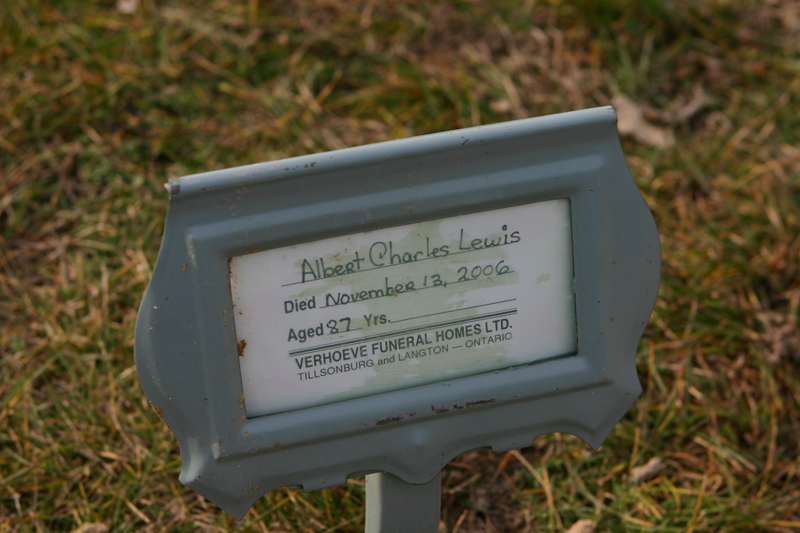 Albert Charles Lewis
Died November 13, 2006
Aged 87 Yrs.
VERHOEVE FUNERAL HOMES LTD.
TILLSONBURG and LANGTON — ONTARIO